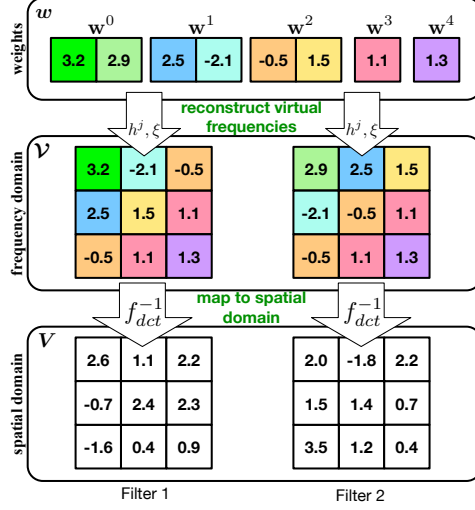 weights
w
w^0 w^1 w^2 w^3 w^4
3.2 2.9 2.5 -2.1 -0.5 1.5 1.1 1.3
h^j, ξ reconstruct virtual frequencies h^j, ξ
frequency domain
V
3.2 -2.1 -0.5 2.9 2.5 1.5
2.5 1.5 1.1 -2.1 -0.5 1.1
-0.5 1.1 1.3 -0.5 1.1 1.3
f_{dct}^{-1} map to spatial domain f_{dct}^{-1}
spatial domain
V
2.6 1.1 2.2 2.0 -1.8 2.2
-0.7 2.4 2.3 1.5 1.4 0.7
-1.6 0.4 0.9 3.5 1.2 0.4
Filter 1 Filter 2